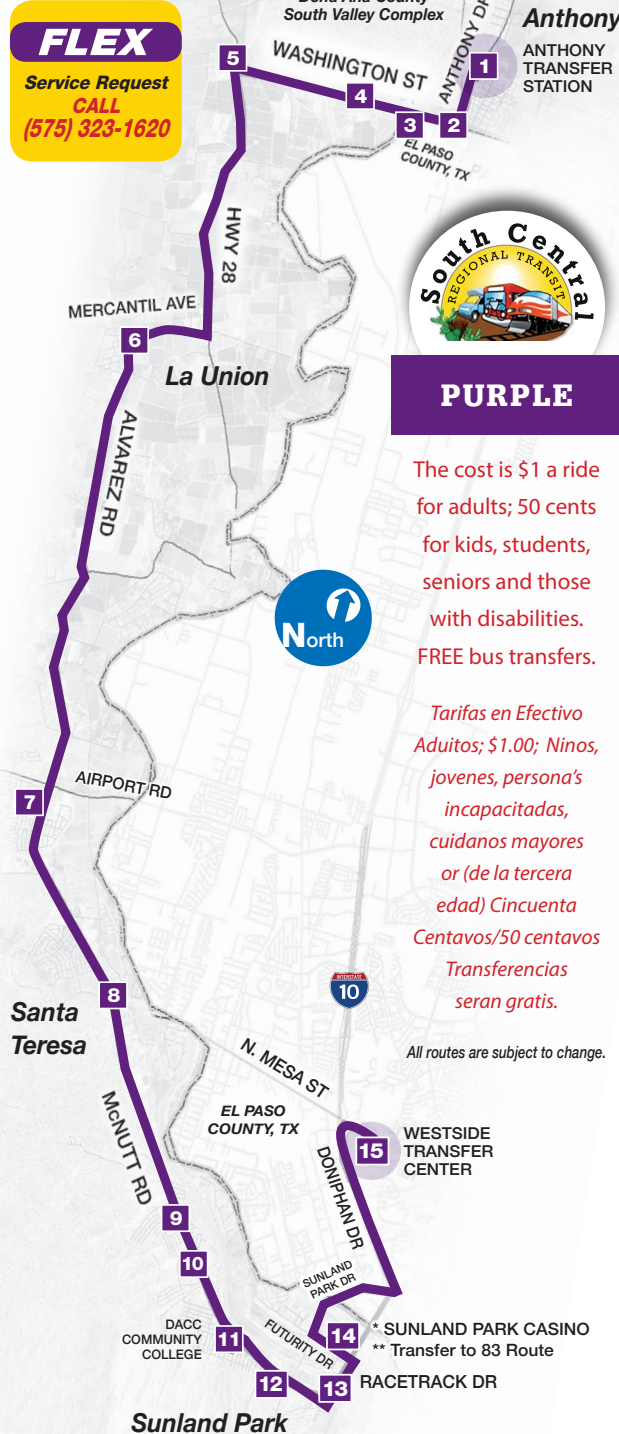 Dona Ana County
South Valley Complex
Anthony
FLEX
Service Request
CALL
(575) 323-1620
5
WASHINGTON ST
4
3
2
ANTHONY DR
1
ANTHONY
TRANSFER
STATION
EL PASO
COUNTY, TX
HWY 28
South Central
REGIONAL TRANSIT
MERCANTIL AVE
6
La Union
PURPLE
ALVAREZ RD
The cost is $1 a ride
for adults; 50 cents
for kids, students,
seniors and those
with disabilities.
FREE bus transfers.
North
Tarifas en Efectivo
Aduitos; $1.00; Ninos,
jovenes, persona's
incapacitadas,
cuidanos mayores
or (de la tercera
edad) Cincuenta
Centavos/50 centavos
Transferencias
seran gratis.
AIRPORT RD
7
INTERSTATE
10
8
Santa
Teresa
All routes are subject to change.
N. MESA ST
McNUTT RD
EL PASO
COUNTY, TX
15
WESTSIDE
TRANSFER
CENTER
DONIPHAN DR
9
10
SUNLAND
PARK DR
DACC
COMMUNITY
COLLEGE
11
FUTURITY DR
14
* SUNLAND PARK CASINO
** Transfer to 83 Route
12
13
RACETRACK DR
Sunland Park